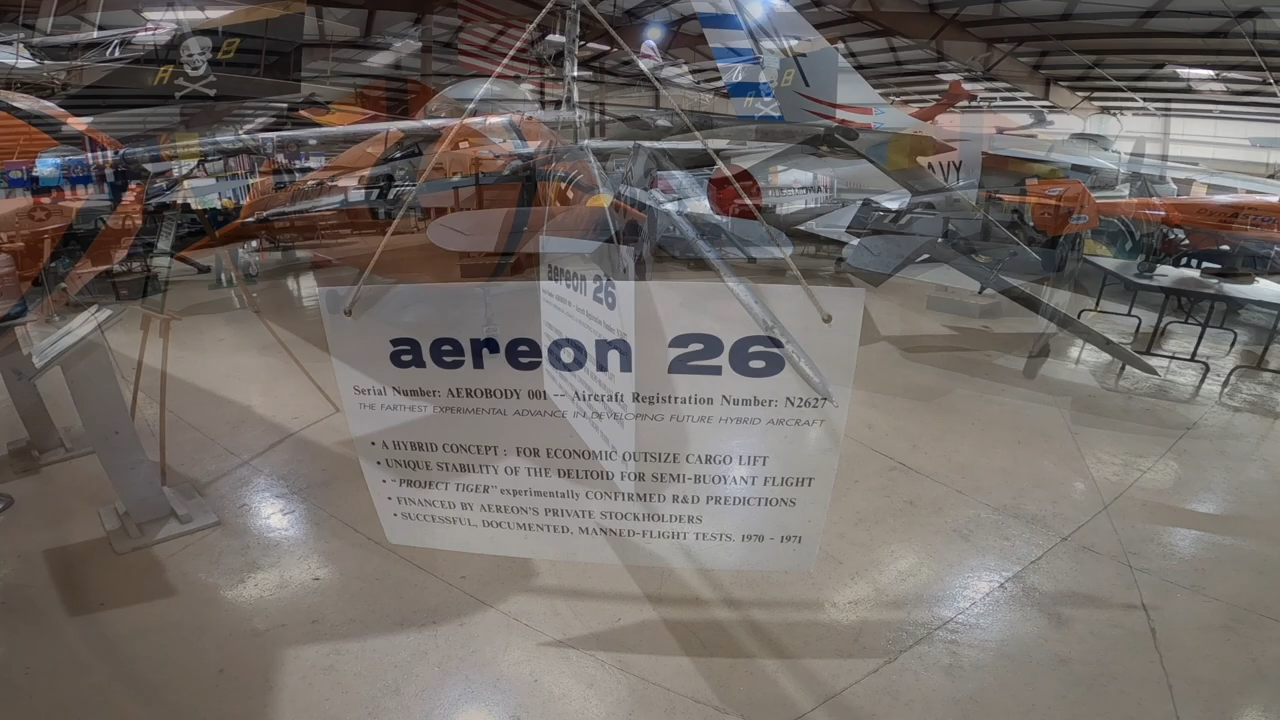 A B
A B
AVY
aereon 26
aereon 26
Serial Number: AEROBODY 001 -- Aircraft Registration Number: N2627
THE FARTHEST EXPERIMENTAL ADVANCE IN DEVELOPING FUTURE HYBRID AIRCRAFT
• A HYBRID CONCEPT : FOR ECONOMIC OUTSIZE CARGO LIFT
• UNIQUE STABILITY OF THE DELTOID FOR SEMI-BUOYANT FLIGHT
• "PROJECT TIGER" experimentally CONFIRMED R&D PREDICTIONS
• FINANCED BY AEREON'S PRIVATE STOCKHOLDERS
• SUCCESSFUL, DOCUMENTED, MANNED-FLIGHT TESTS. 1970 - 1971